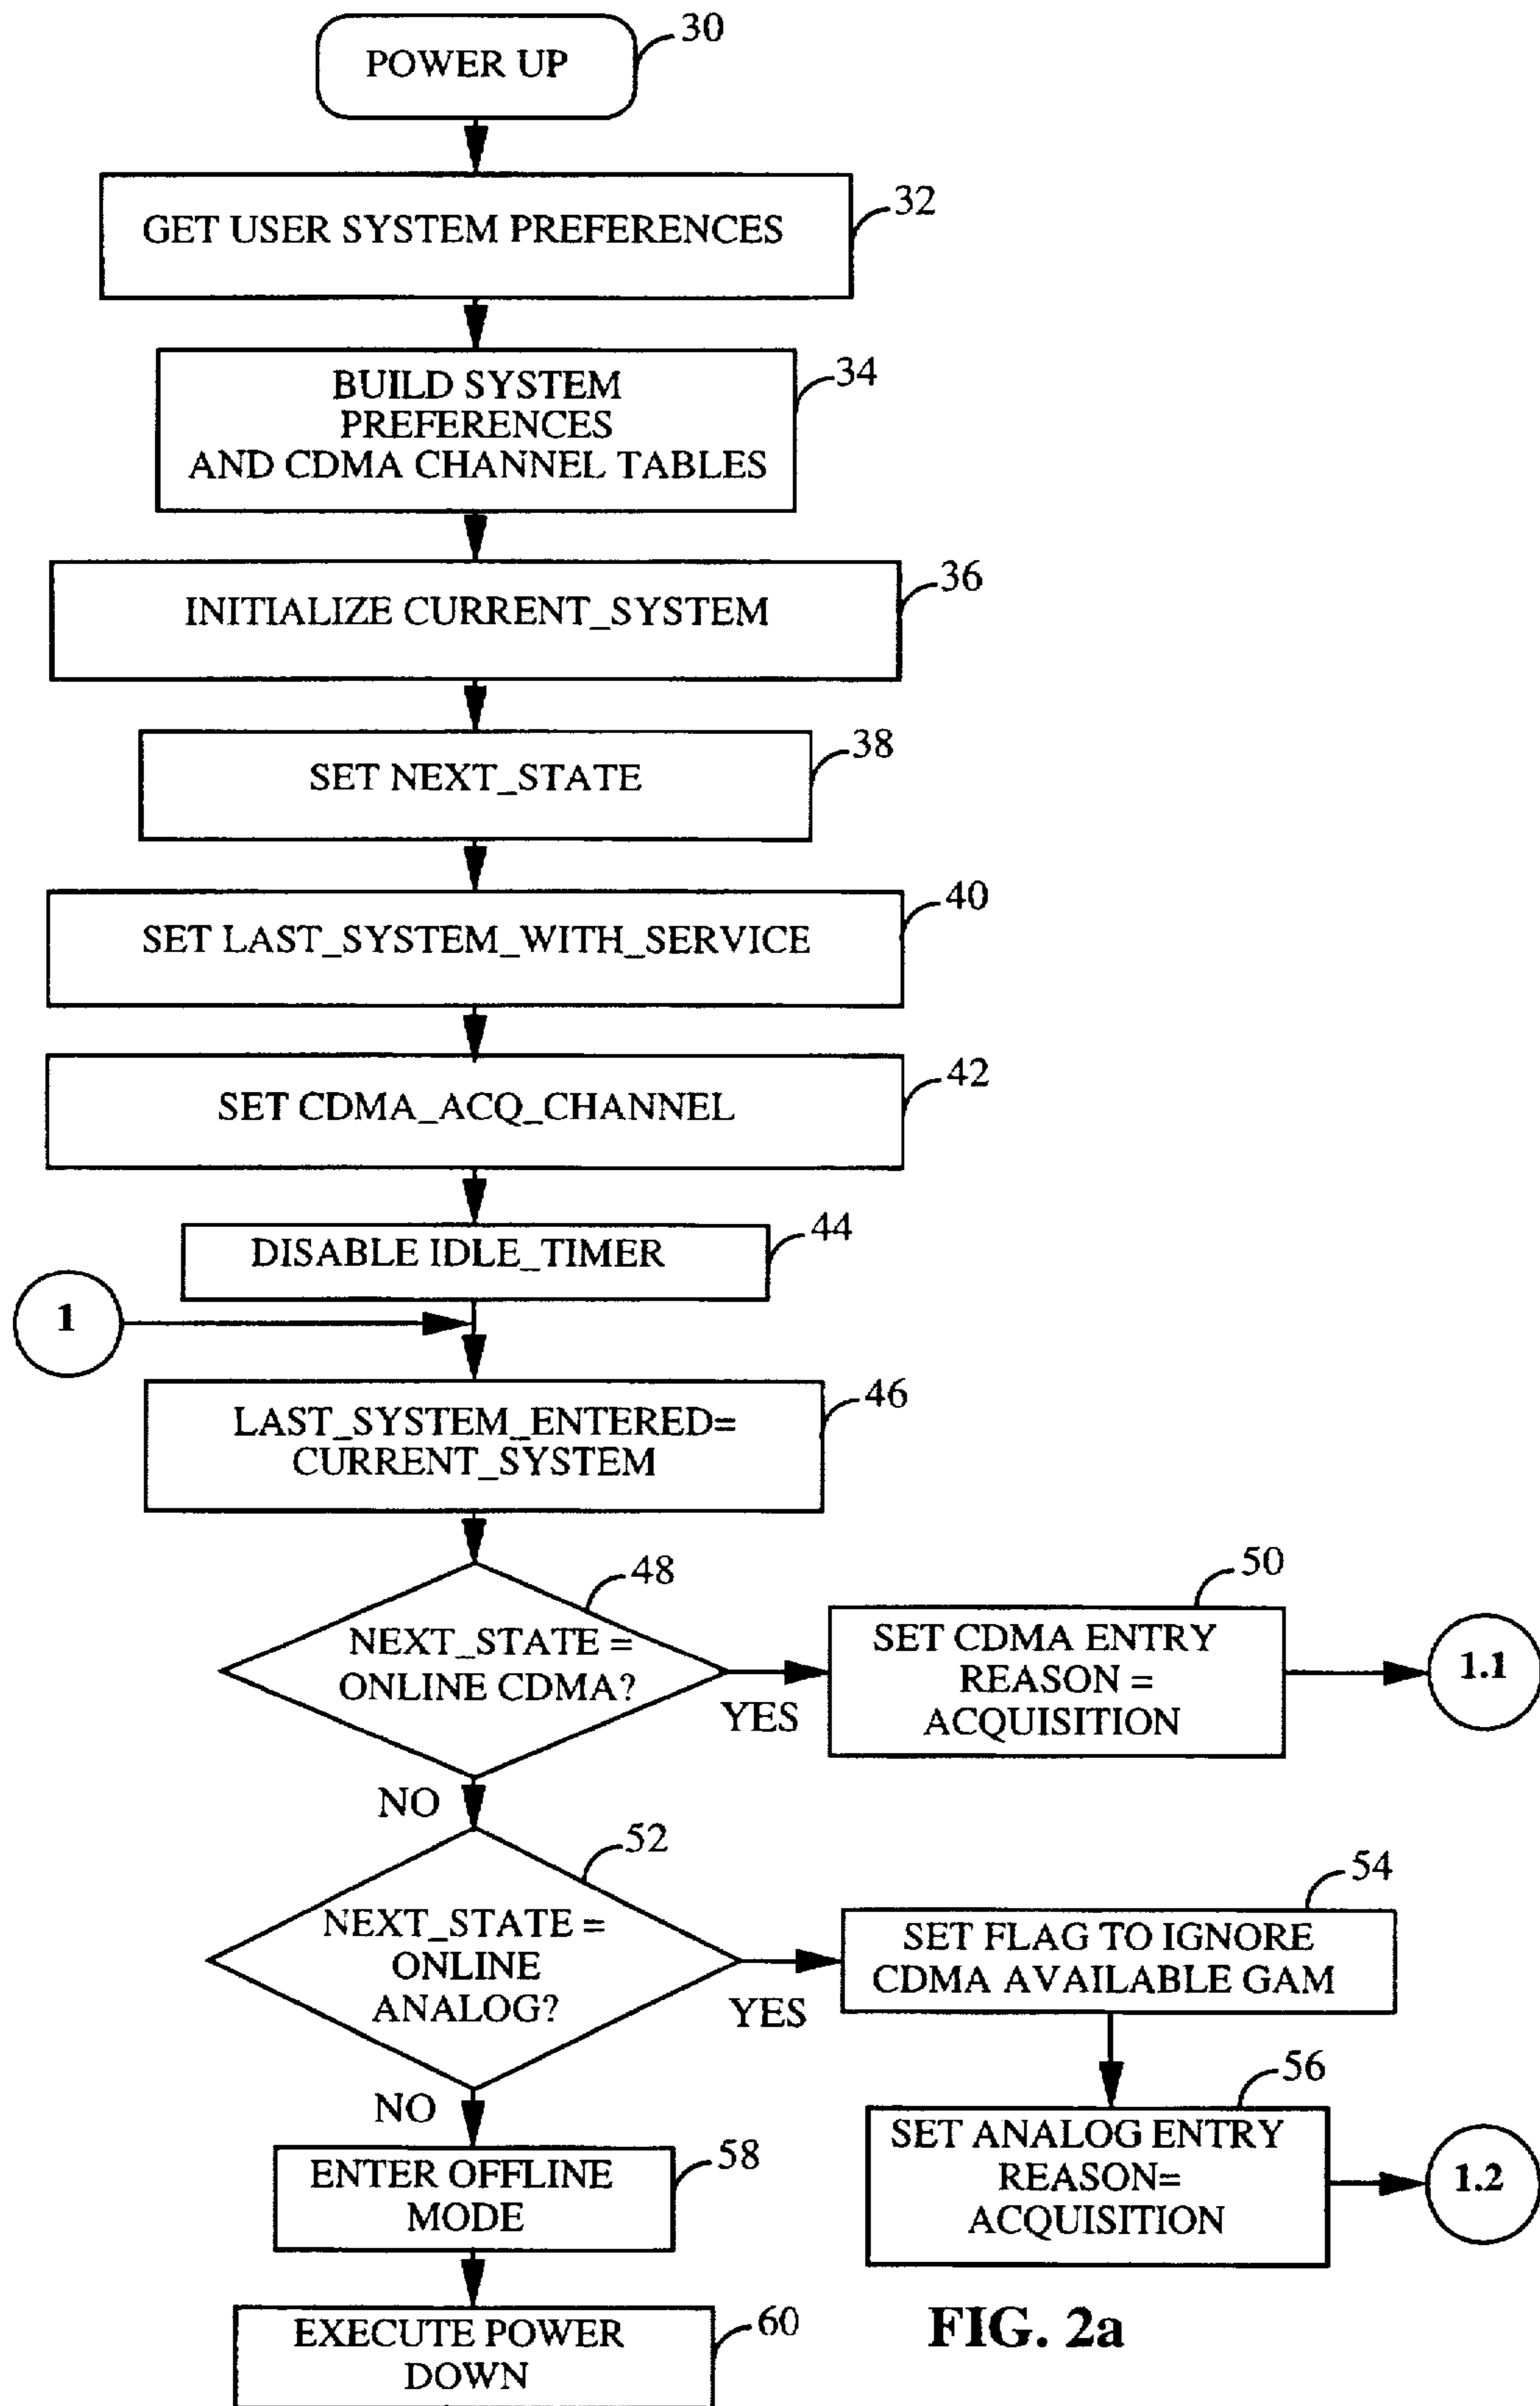 POWER UP
30
GET USER SYSTEM PREFERENCES
32
BUILD SYSTEM
PREFERENCES
AND CDMA CHANNEL TABLES
34
INITIALIZE CURRENT_SYSTEM
36
SET NEXT_STATE
38
SET LAST_SYSTEM_WITH_SERVICE
40
SET CDMA_ACQ_CHANNEL
42
DISABLE IDLE_TIMER
44
1
LAST_SYSTEM_ENTERED=
CURRENT_SYSTEM
46
NEXT_STATE =
ONLINE CDMA?
48
YES
SET CDMA ENTRY
REASON =
ACQUISITION
50
1.1
NO
NEXT_STATE =
ONLINE
ANALOG?
52
YES
SET FLAG TO IGNORE
CDMA AVAILABLE GAM
54
SET ANALOG ENTRY
REASON=
ACQUISITION
56
1.2
NO
ENTER OFFLINE
MODE
58
EXECUTE POWER
DOWN
60
FIG. 2a